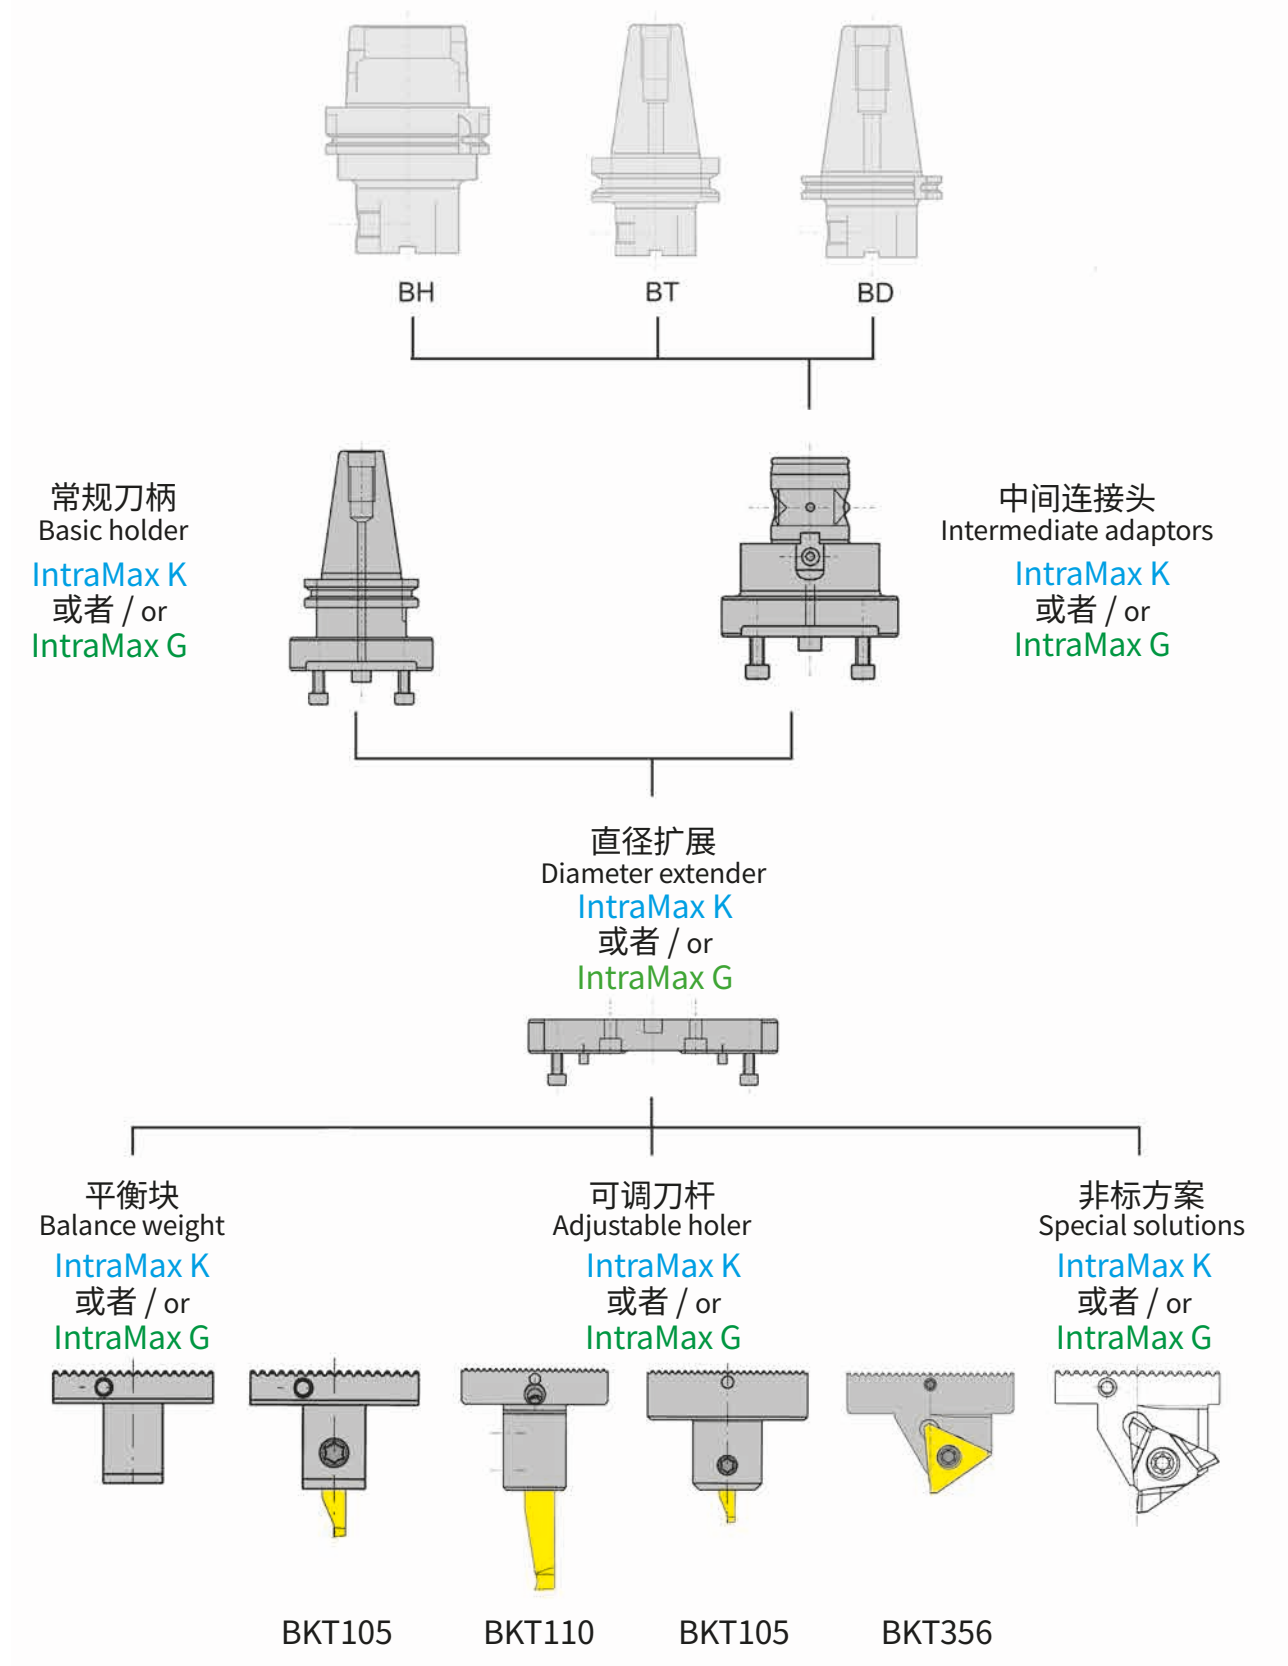 BH
BT
BD
常规刀柄
Basic holder
IntraMax K
或者 / or
IntraMax G
中间连接头
Intermediate adaptors
IntraMax K
或者 / or
IntraMax G
直径扩展
Diameter extender
IntraMax K
或者 / or
IntraMax G
平衡块
Balance weight
IntraMax K
或者 / or
IntraMax G
可调刀杆
Adjustable holer
IntraMax K
或者 / or
IntraMax G
非标方案
Special solutions
IntraMax K
或者 / or
IntraMax G
BKT105
BKT110
BKT105
BKT356